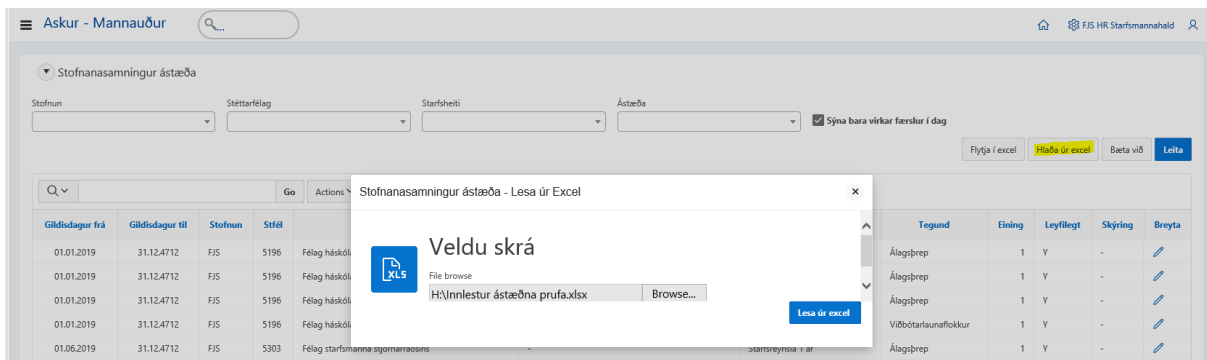 Askur - Mannauður
FJS HR Starfsmannahald
Stofnanasamningur ástæða
Stofnun Stéttarfélag Starfsheiti Ástæða
Sýna bara virkar færslur í dag
Flytja í excel Hlaða úr excel Bæta við Leita
Go Actions
Stofnanasamningur ástæða - Lesa úr Excel x
Gildisdagur frá Gildisdagur til Stofnun Stfél Tegund Eining Leyfilegt Skýring Breyta
Veldu skrá
XLS
File browse
H:\Innlestur ástæðna prufa.xlsx Browse...
Lesa úr excel
01.01.2019 31.12.4712 FJS 5196 Félag háskól Álagsþrep 1 Y -
01.01.2019 31.12.4712 FJS 5196 Félag háskól Álagsþrep 1 Y -
01.01.2019 31.12.4712 FJS 5196 Félag háskól Álagsþrep 1 Y -
01.01.2019 31.12.4712 FJS 5196 Félag háskól Viðbótarlaunaflokkur 1 Y -
01.06.2019 31.12.4712 FJS 5303 Félag starfsmanna stjórnarráðsins - Starfsreynsla 1 ár Álagsþrep 1 Y -